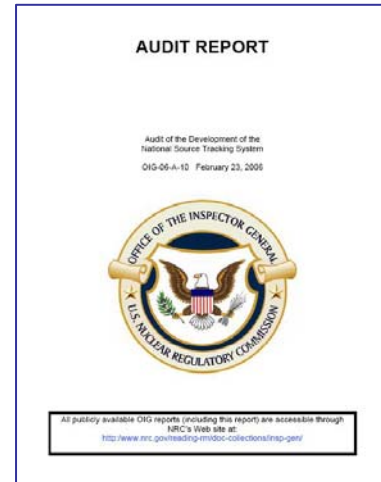 AUDIT REPORT
Audit of the Development of the
National Source Tracking System
OIG-06-A-10 February 23, 2006
OFFICE OF THE INSPECTOR GENERAL
U.S. NUCLEAR REGULATORY COMMISSION
All publicly available OIG reports (including this report) are accessible through
NRC's Web site at:
http:/www.nrc.gov/reading-rm/doc-collections/insp-gen/